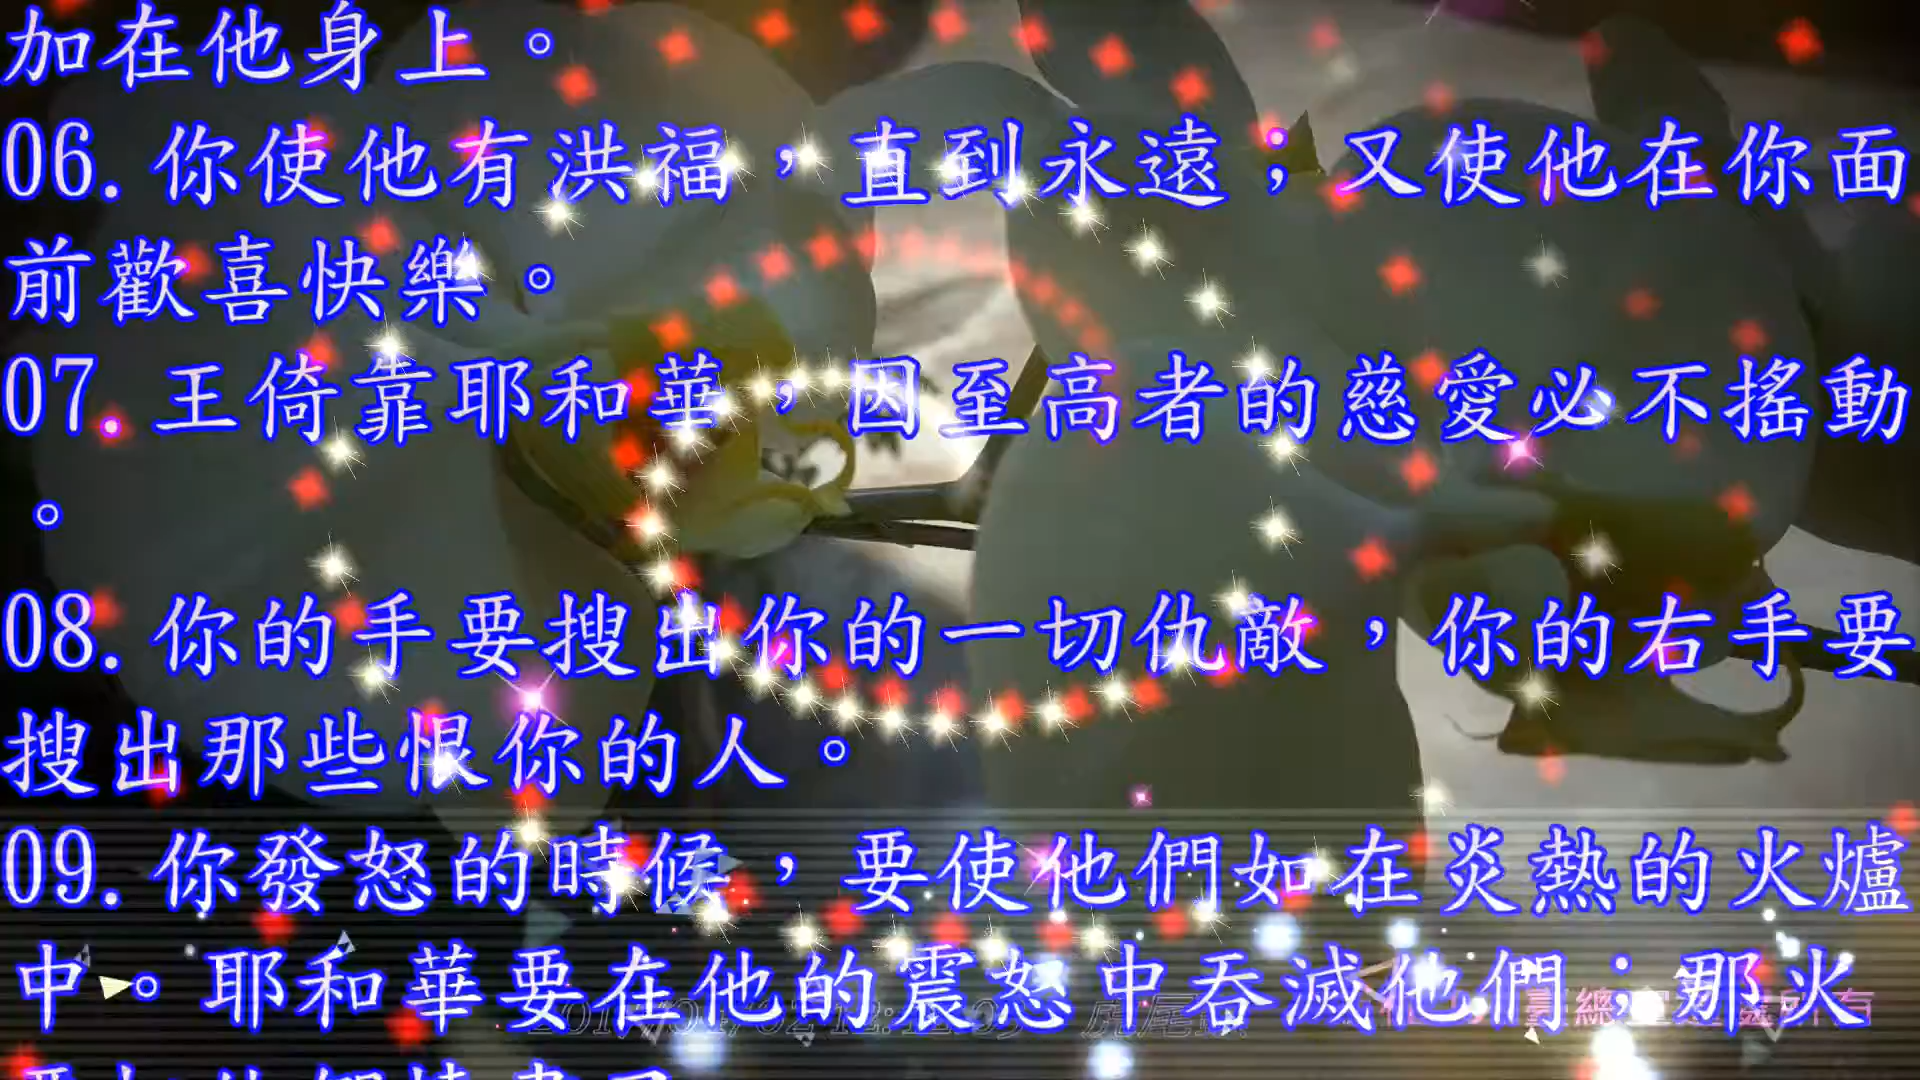 加在他身上。
06.你使他有洪福，直到永遠；又使他在你面
前歡喜快樂。
07.王倚靠耶和華，因至高者的慈愛必不搖動
。
08.你的手要搜出你的一切仇敵，你的右手要
搜出那些恨你的人。
09.你發怒的時候，要使他們如在炎熱的火爐
中。耶和華要在他的震怒中吞滅他們；那火